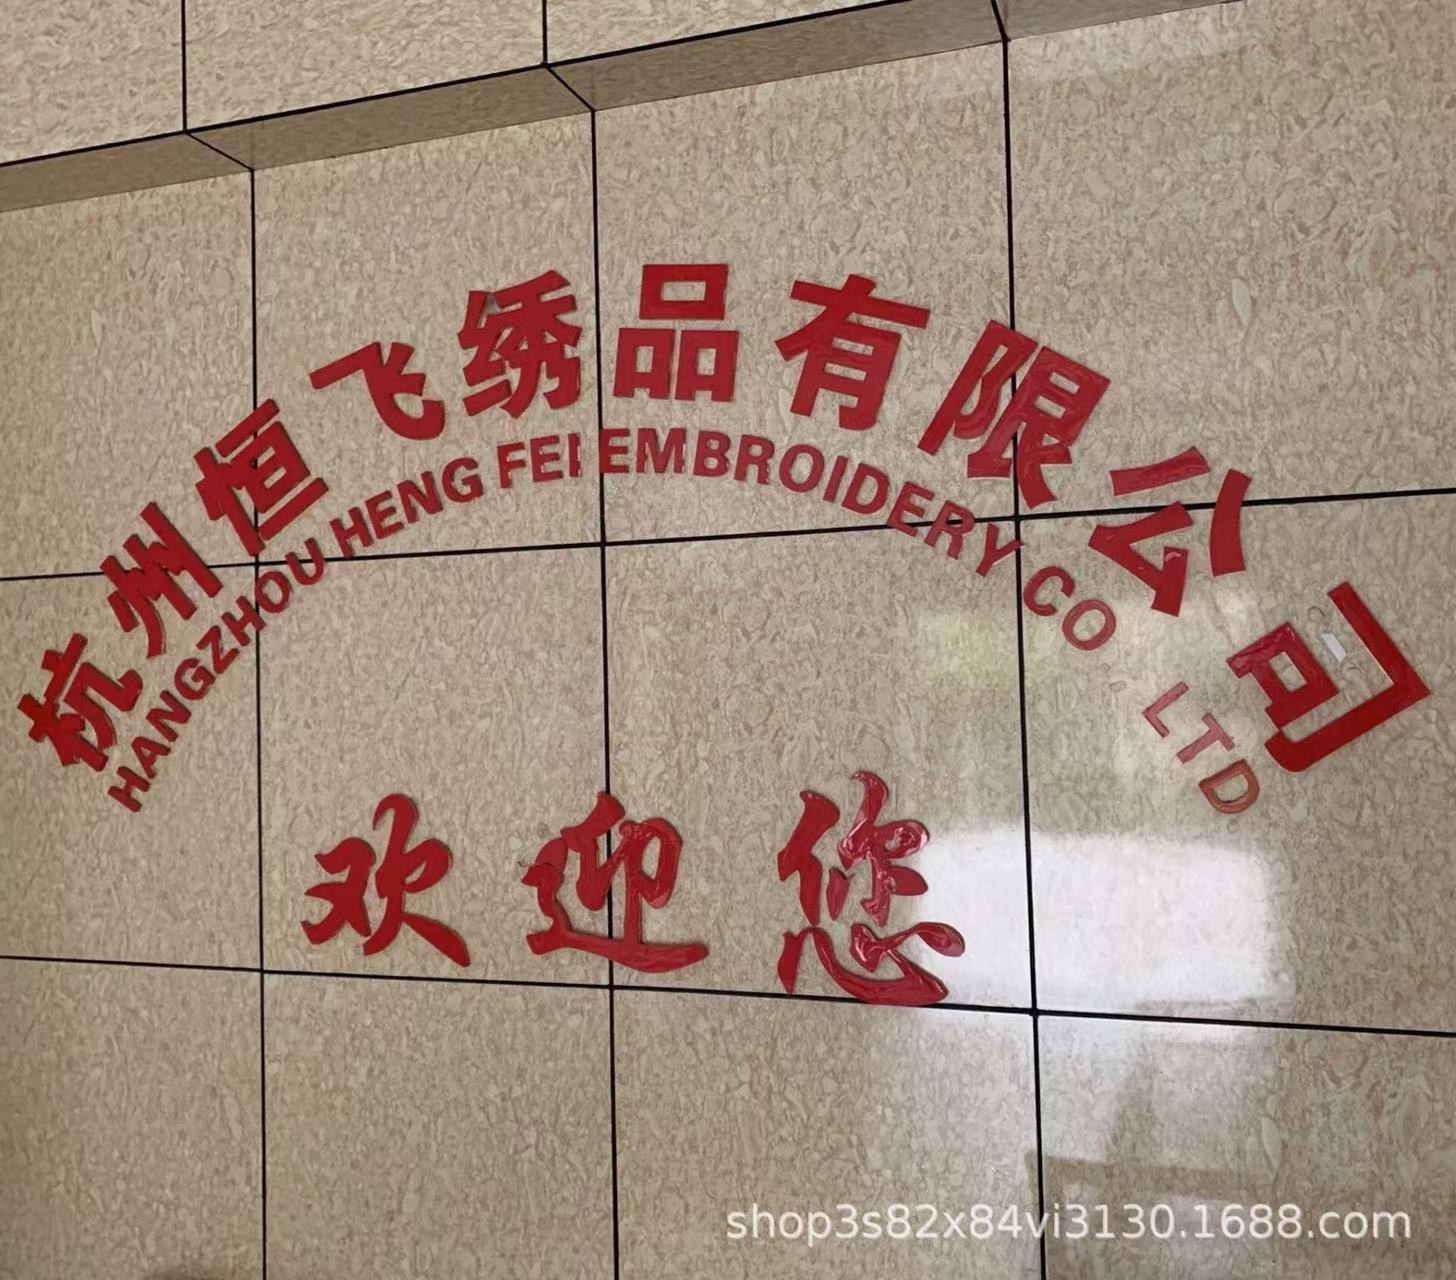 杭州恒飞绣品有限公司
HANGZHOU HENG FEI EMBROIDERY CO LTD
欢迎您
shop3s82x84vi3130.1688.com